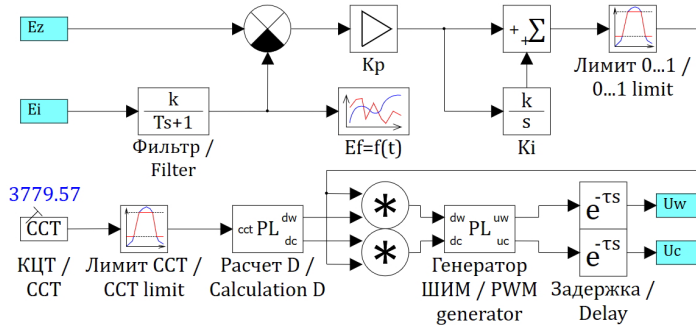 Ez
Kp
+
+Σ
Лимит 0...1 /
0...1 limit
Ei
k
Ts+1
Фильтр /
Filter
Ef=f(t)
k
s
Ki
3779.57
CCT
КЦТ /
CCT
Лимит CCT /
CCT limit
cct PL dw
dc
Расчет D /
Calculation D
*
*
dw PL uw
dc uc
Генератор
ШИМ / PWM
generator
e-τs
e-τs
Задержка /
Delay
Uw
Uc